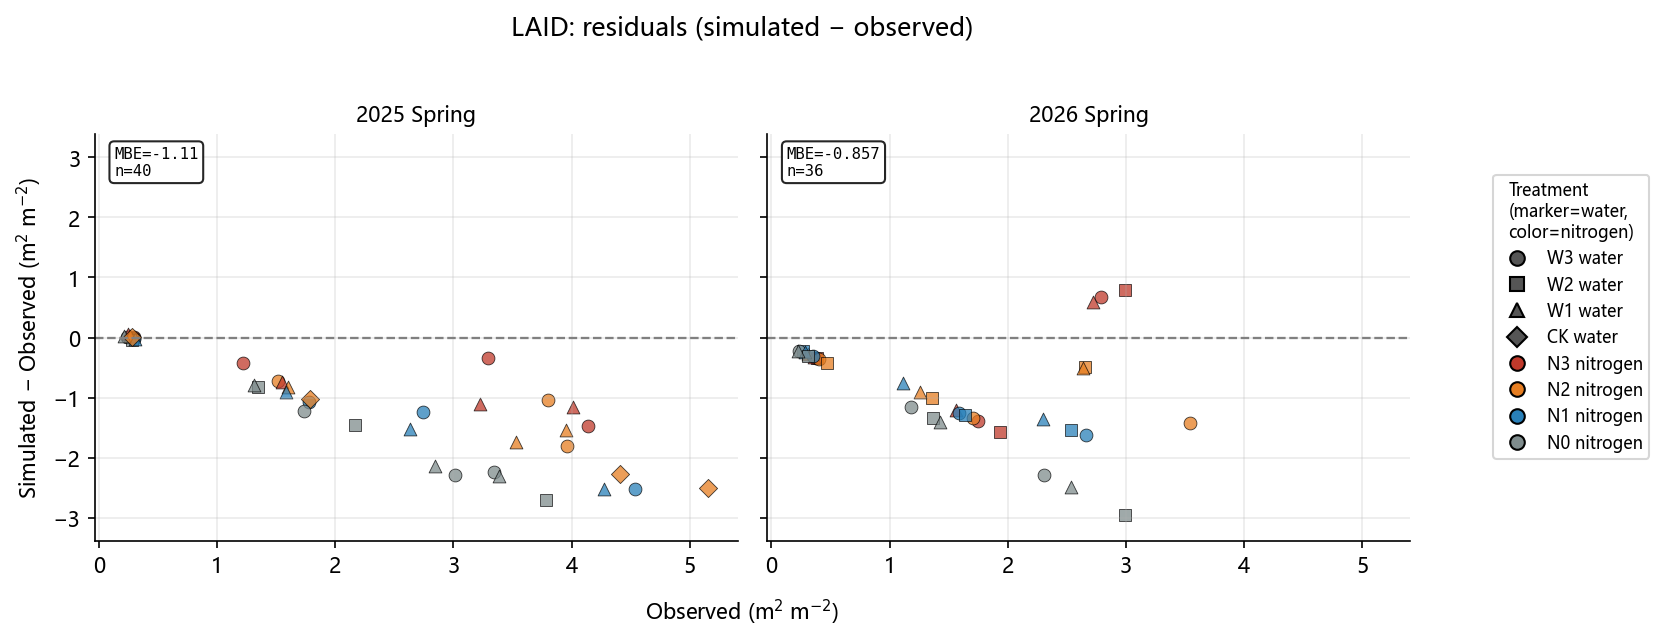 LAID: residuals (simulated − observed)
2025 Spring
2026 Spring
MBE=-1.11
n=40
MBE=-0.857
n=36
3
2
1
0
−1
−2
−3
Simulated − Observed (m² m⁻²)
0 1 2 3 4 5
0 1 2 3 4 5
Observed (m² m⁻²)
Treatment
(marker=water,
color=nitrogen)
W3 water
W2 water
W1 water
CK water
N3 nitrogen
N2 nitrogen
N1 nitrogen
N0 nitrogen